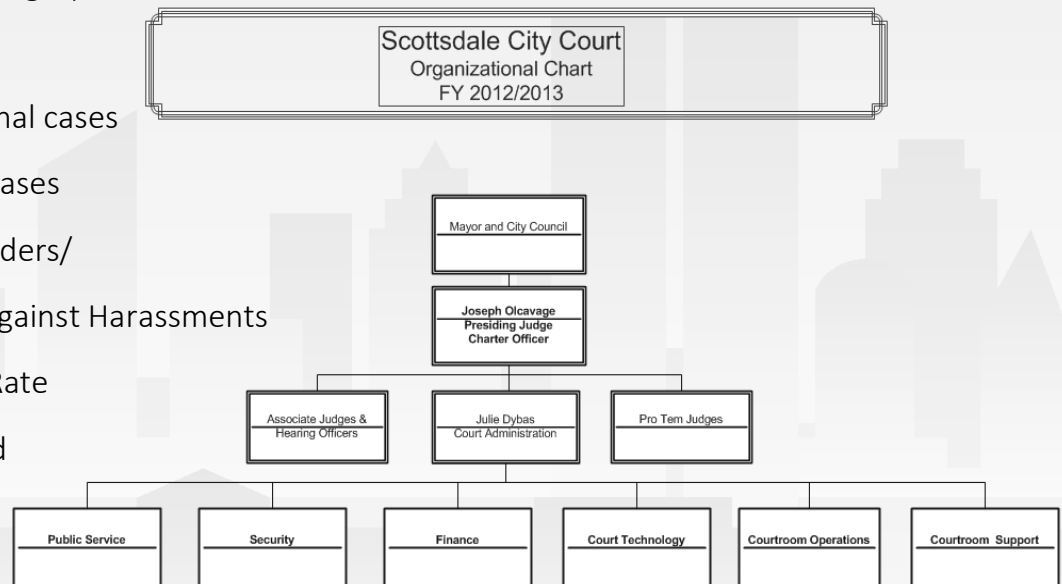 Scottsdale City Court
Organizational Chart
FY 2012/2013
nal cases
ases
ders/
gainst Harassments
Rate
d
Mayor and City Council
Joseph Olcavage
Presiding Judge
Charter Officer
Associate Judges &
Hearing Officers
Julie Dybas
Court Administration
Pro Tem Judges
Public Service
Security
Finance
Court Technology
Courtroom Operations
Courtroom Support